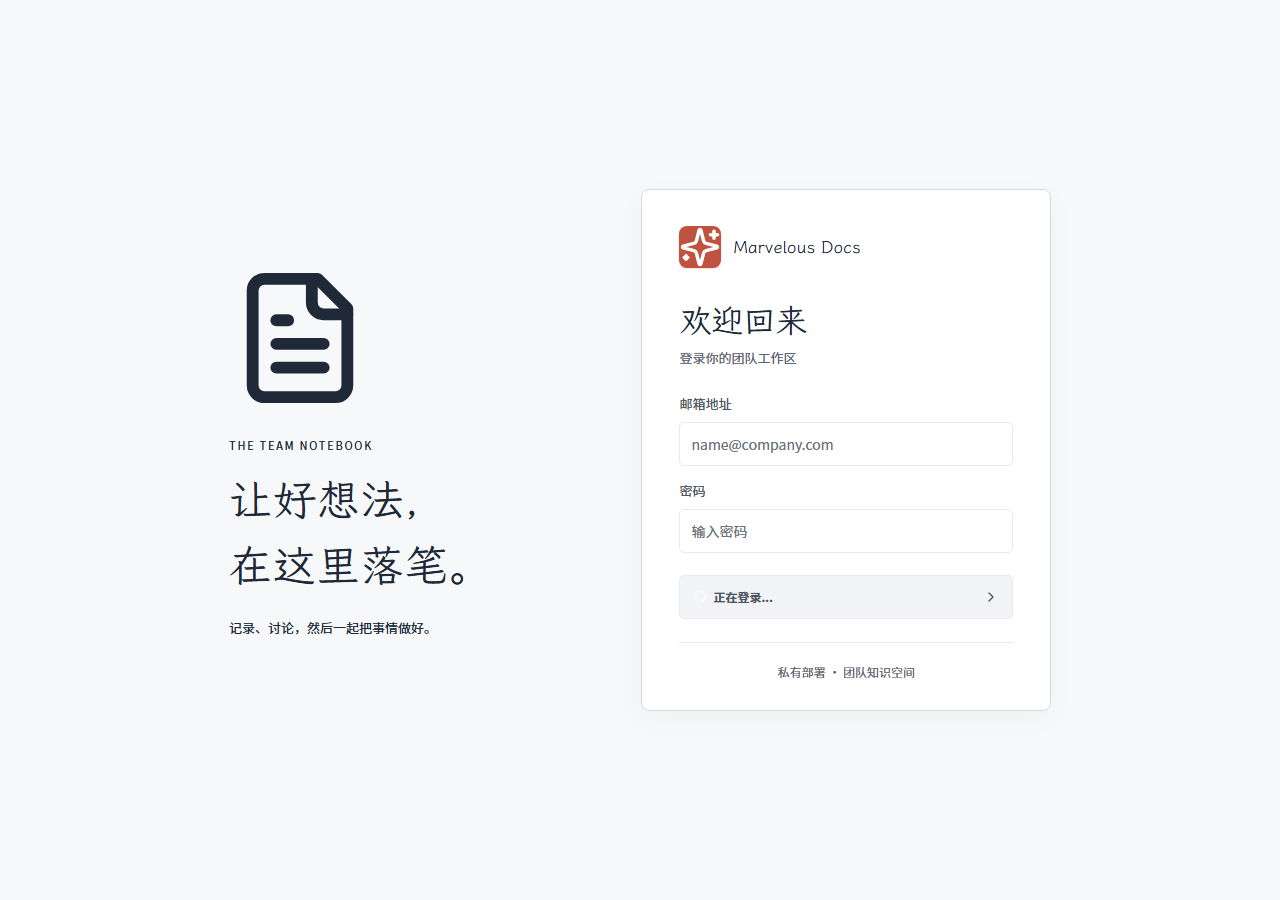 THE TEAM NOTEBOOK
让好想法，
在这里落笔。
记录、讨论，然后一起把事情做好。
Marvelous Docs
欢迎回来
登录你的团队工作区
邮箱地址
name@company.com
密码
输入密码
正在登录...
私有部署 · 团队知识空间